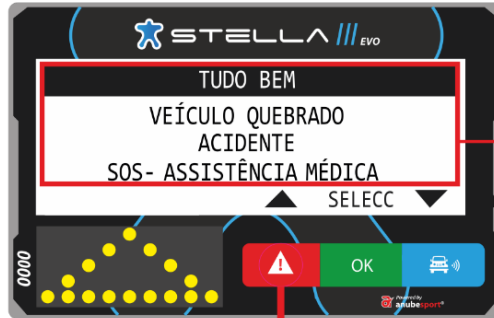 STELLA III EVO
TUDO BEM
VEÍCULO QUEBRADO
ACIDENTE
SOS- ASSISTÊNCIA MÉDICA
SELECC
0000
OK
Powered by
anubesport®